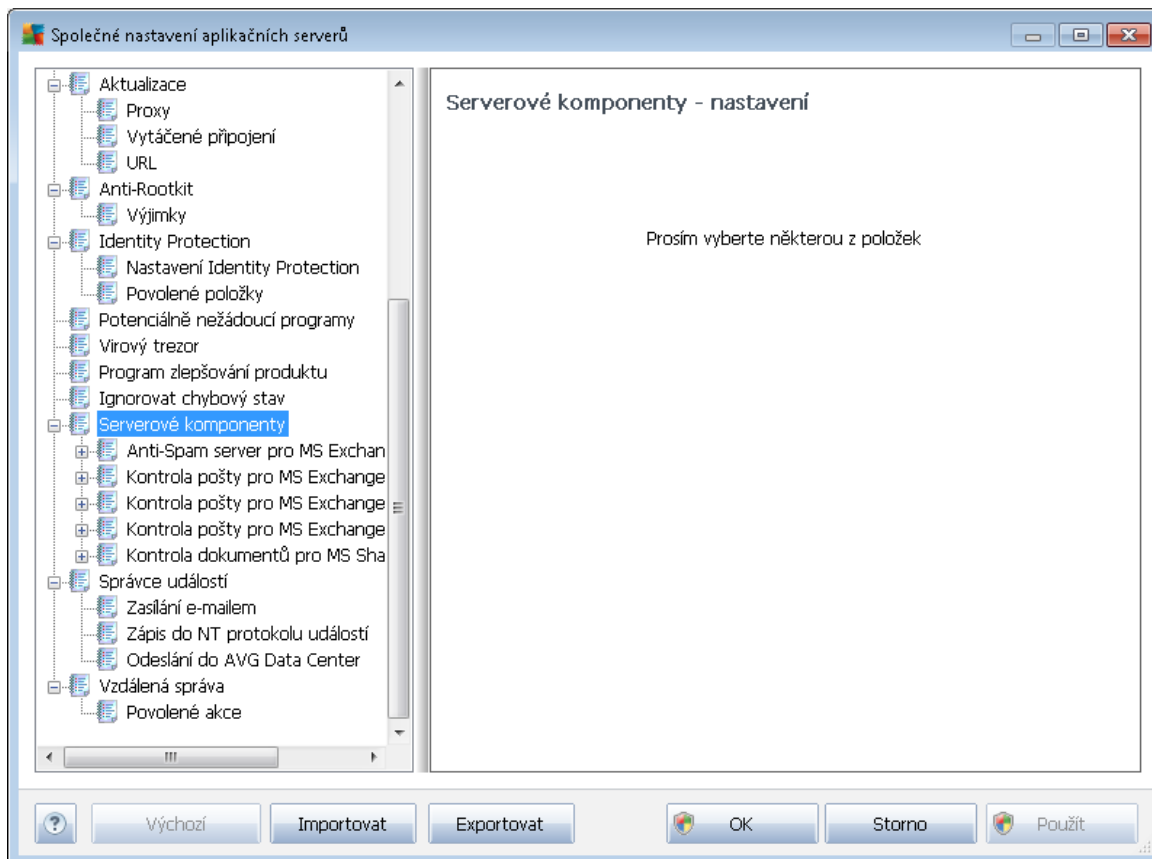 Společné nastavení aplikačních serverů
Aktualizace
Proxy
Vytáčené připojení
URL
Anti-Rootkit
Výjimky
Identity Protection
Nastavení Identity Protection
Povolené položky
Potenciálně nežádoucí programy
Virový trezor
Program zlepšování produktu
Ignorovat chybový stav
Serverové komponenty
Anti-Spam server pro MS Exchan
Kontrola pošty pro MS Exchange
Kontrola pošty pro MS Exchange
Kontrola pošty pro MS Exchange
Kontrola dokumentů pro MS Sha
Správce událostí
Zasílání e-mailem
Zápis do NT protokolu událostí
Odeslání do AVG Data Center
Vzdálená správa
Povolené akce
Serverové komponenty - nastavení
Prosím vyberte některou z položek
? Výchozí Importovat Exportovat OK Storno Použít